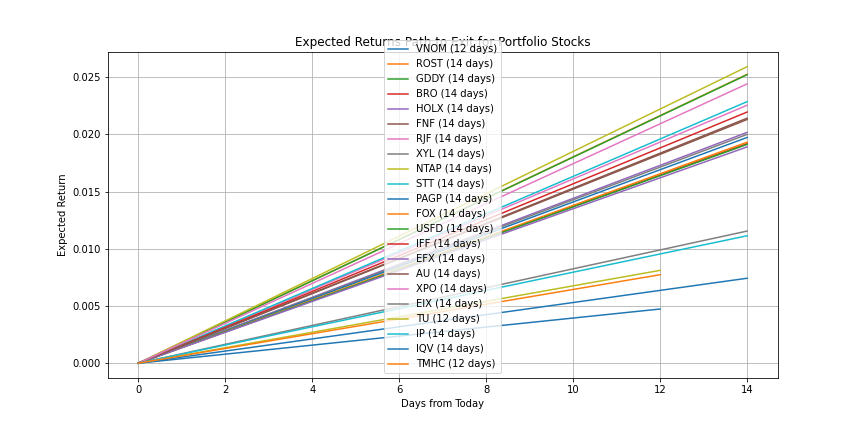 Expected Returns Path to Exit for Portfolio Stocks
VNOM (12 days)
ROST (14 days)
GDDY (14 days)
BRO (14 days)
HOLX (14 days)
FNF (14 days)
RJF (14 days)
XYL (14 days)
NTAP (14 days)
STT (14 days)
PAGP (14 days)
FOX (14 days)
USFD (14 days)
IFF (14 days)
EFX (14 days)
AU (14 days)
XPO (14 days)
EIX (14 days)
TU (12 days)
IP (14 days)
IQV (14 days)
TMHC (12 days)
Expected Return
0.025
0.020
0.015
0.010
0.005
0.000
0 2 4 6 8 10 12 14
Days from Today